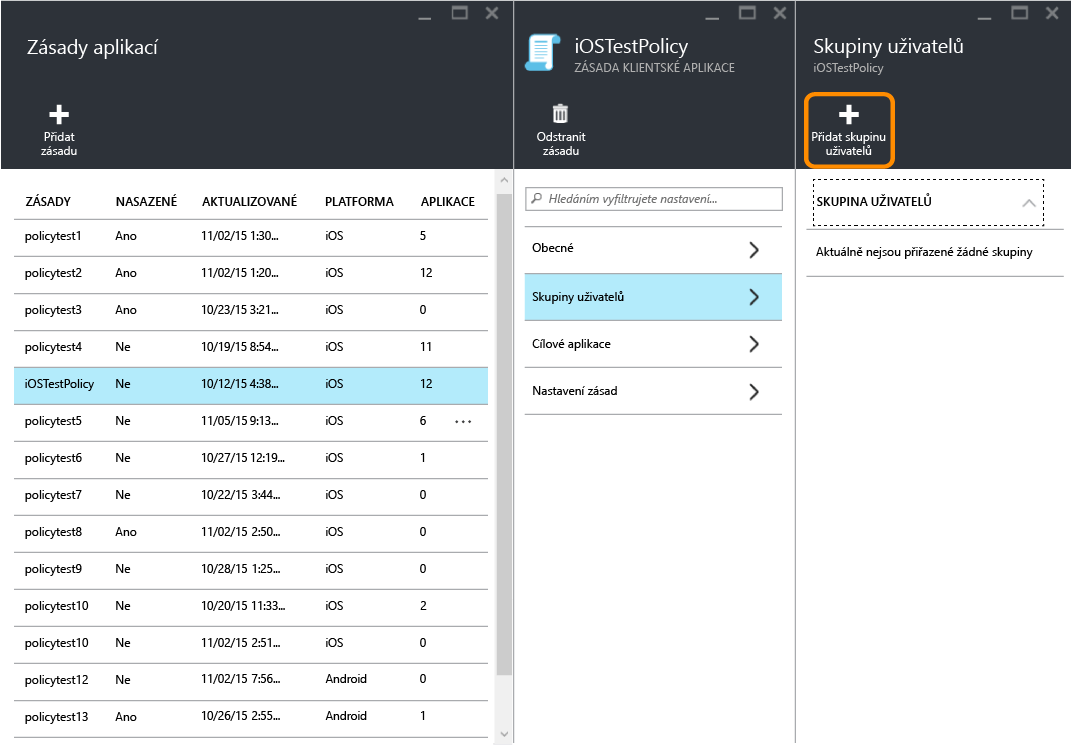 Zásady aplikací
Přidat
zásadu
ZÁSADY NASAZENÉ AKTUALIZOVANÉ PLATFORMA APLIKACE
policytest1 Ano 11/02/15 1:30... iOS 5
policytest2 Ano 11/02/15 1:20... iOS 12
policytest3 Ano 10/23/15 3:21... iOS 0
policytest4 Ne 10/19/15 8:54... iOS 11
iOSTestPolicy Ne 10/12/15 4:38... iOS 12
policytest5 Ne 11/05/15 9:13... iOS 6 ...
policytest6 Ne 10/27/15 12:19... iOS 1
policytest7 Ne 10/22/15 3:44... iOS 0
policytest8 Ano 11/02/15 2:50... iOS 0
policytest9 Ne 10/28/15 1:25... iOS 0
policytest10 Ne 10/20/15 11:33... iOS 2
policytest10 Ne 11/02/15 2:51... iOS 0
policytest12 Ne 11/02/15 7:56... Android 0
policytest13 Ano 10/26/15 2:55... Android 1
iOSTestPolicy
ZÁSADA KLIENTSKÉ APLIKACE
Odstranit
zásadu
Hledáním vyfiltrujete nastavení...
Obecné
Skupiny uživatelů
Cílové aplikace
Nastavení zásad
Skupiny uživatelů
iOSTestPolicy
Přidat skupinu
uživatelů
SKUPINA UŽIVATELŮ
Aktuálně nejsou přiřazené žádné skupiny